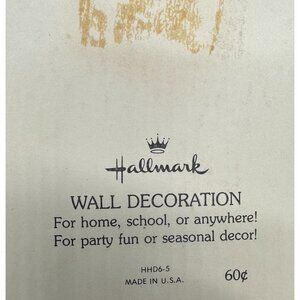 Hallmark
WALL DECORATION
For home, school, or anywhere!
For party fun or seasonal decor!
HHD6-5
MADE IN U.S.A.
60¢